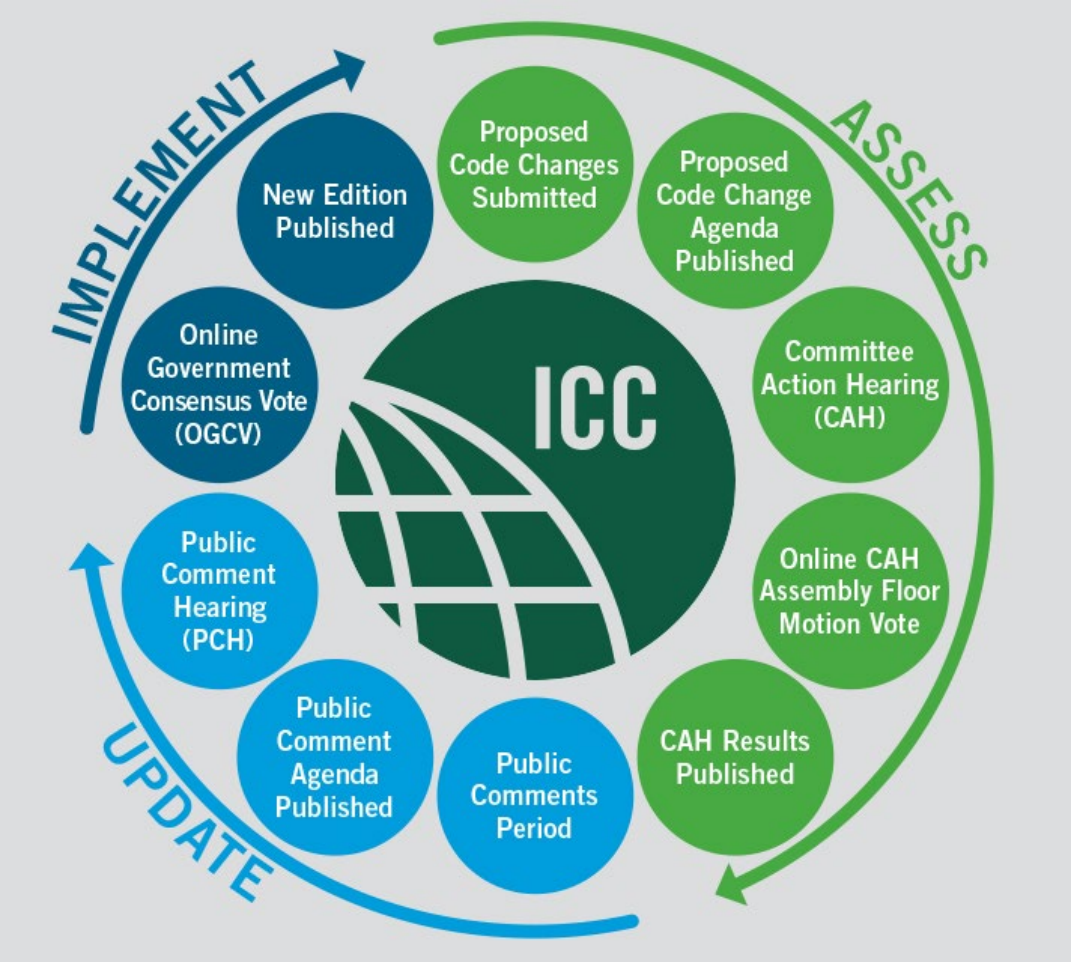 IMPLEMENT
ASSESS
UPDATE
Proposed
Code Changes
Submitted
Proposed
Code Change
Agenda
Published
Committee
Action Hearing
(CAH)
Online CAH
Assembly Floor
Motion Vote
CAH Results
Published
Public
Comments
Period
Public
Comment
Agenda
Published
Public
Comment
Hearing
(PCH)
Online
Government
Consensus Vote
(OGCV)
New Edition
Published
ICC